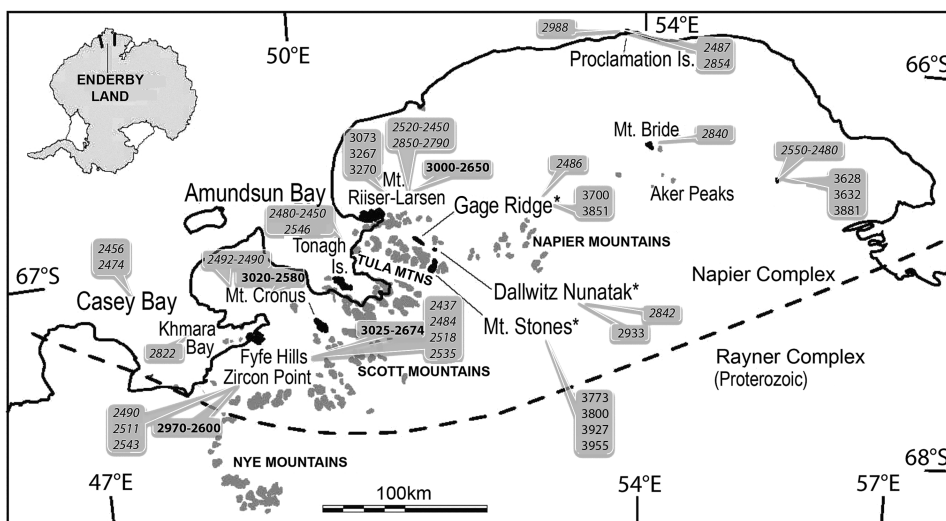 50°E
2988
54°E
ENDERBY
LAND
Proclamation Is.
2487
2854
66°S
3073
3267
3270
2520-2450
2850-2790
3000-2650
Mt.
Riiser-Larsen
Mt. Bride
2840
2550-2480
2486
3628
3632
3881
Aker Peaks
Amundsun Bay
Gage Ridge*
3700
3851
2480-2450
2546
Tonagh
Is.
NAPIER MOUNTAINS
TULA MTNS
2456
2474
2492-2490
3020-2580
67°S
Napier Complex
Casey Bay
Mt. Cronus
Dallwitz Nunatak*
2842
2933
Khmara
Bay
2822
3025-2674
2437
2484
2518
2535
Mt. Stones*
Fyfe Hills
Zircon Point
SCOTT MOUNTAINS
Rayner Complex
(Proterozoic)
3773
3800
3927
3955
2490
2511
2543
2970-2600
NYE MOUNTAINS
68°S
47°E
100km
54°E
57°E